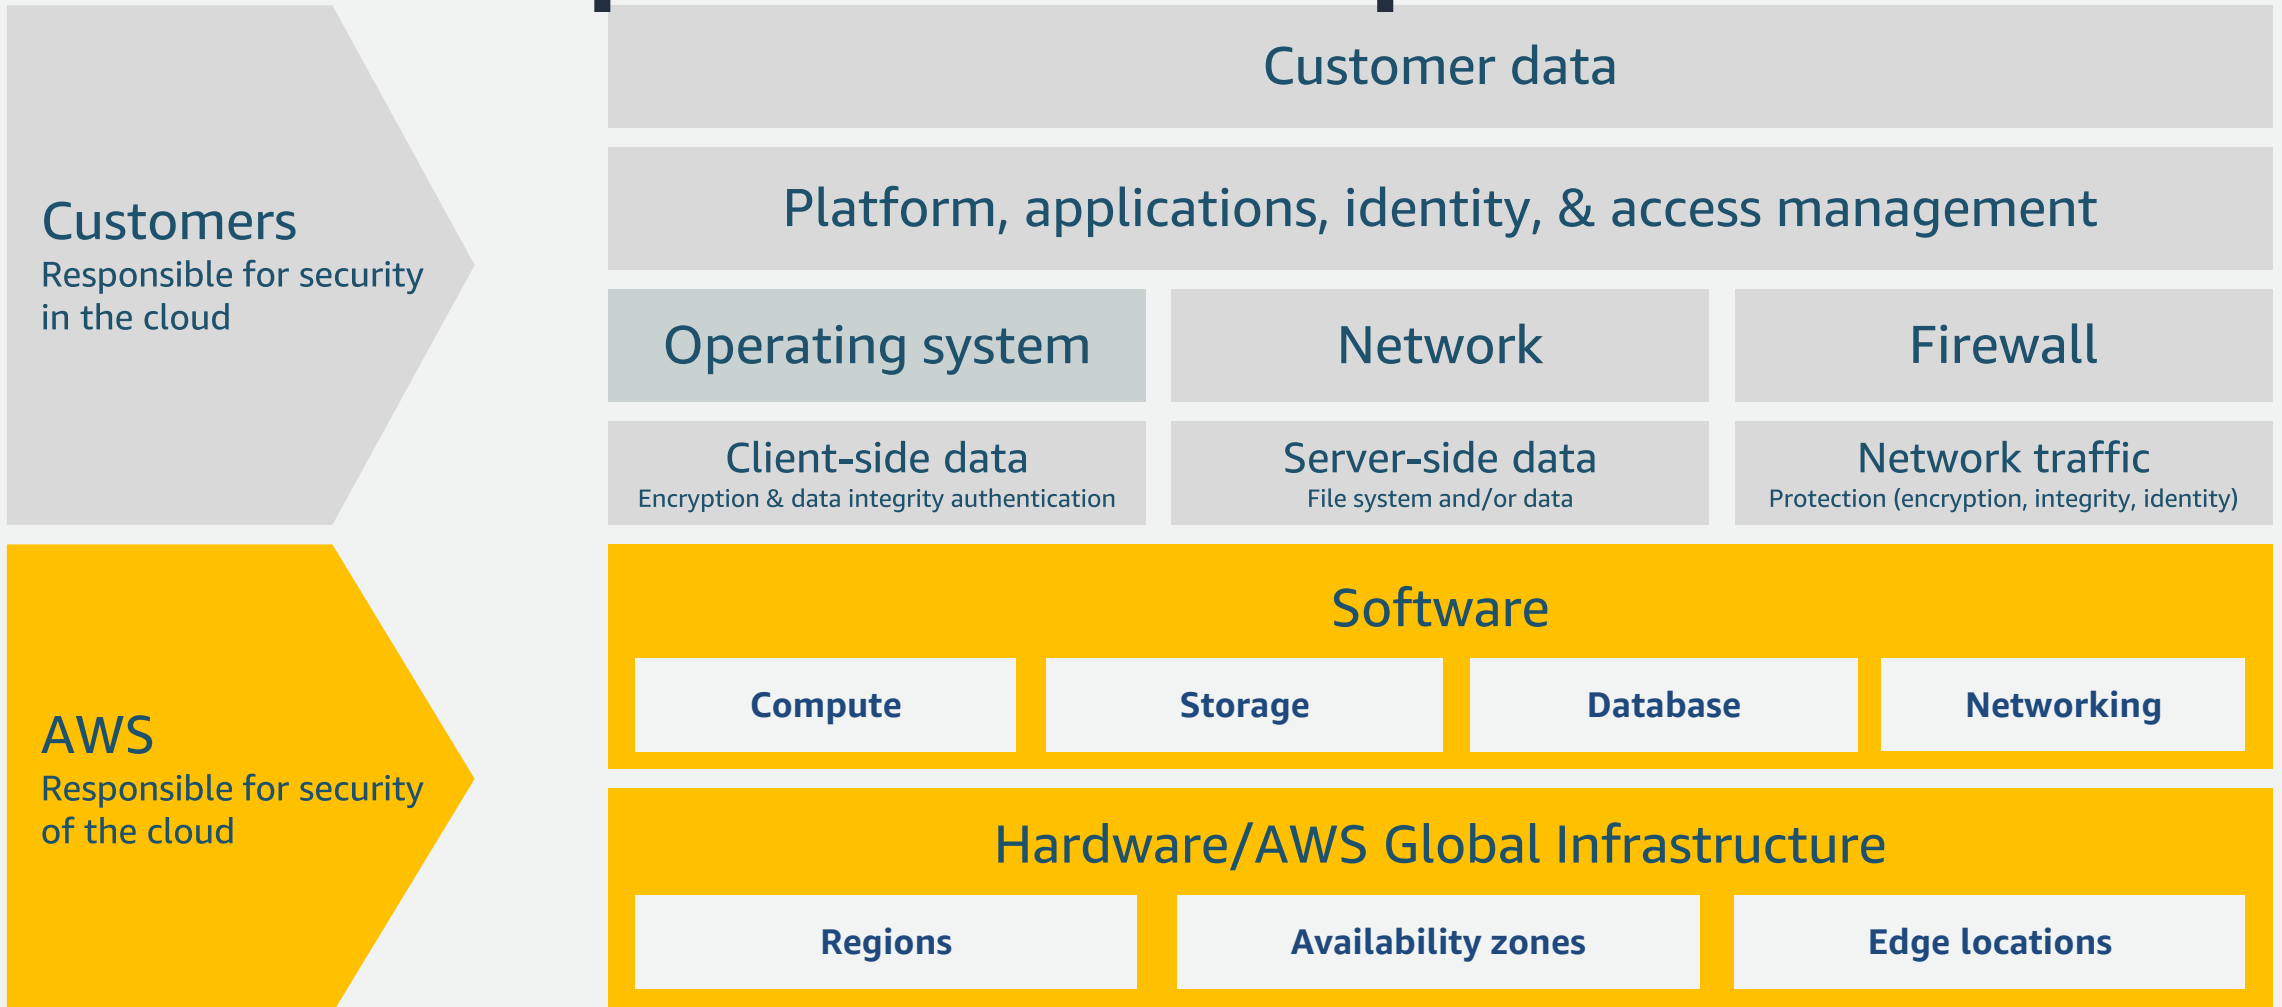 Customers
Responsible for security
in the cloud
Customer data
Platform, applications, identity, & access management
Operating system
Network
Firewall
Client-side data
Encryption & data integrity authentication
Server-side data
File system and/or data
Network traffic
Protection (encryption, integrity, identity)
AWS
Responsible for security
of the cloud
Software
Compute
Storage
Database
Networking
Hardware/AWS Global Infrastructure
Regions
Availability zones
Edge locations